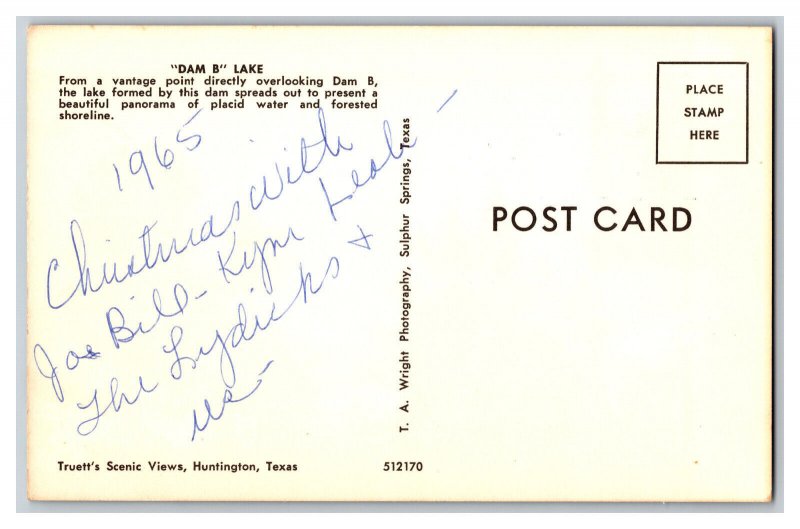 "DAM B" LAKE
From a vantage point directly overlooking Dam B,
the lake formed by this dam spreads out to present a
beautiful panorama of placid water and forested
shoreline.
1965
Christmas with
Joe Bill - Kym Leah -
The Lydicks +
us -
Truett's Scenic Views, Huntington, Texas
512170
T. A. Wright Photography, Sulphur Springs, Texas
PLACE
STAMP
HERE
POST CARD